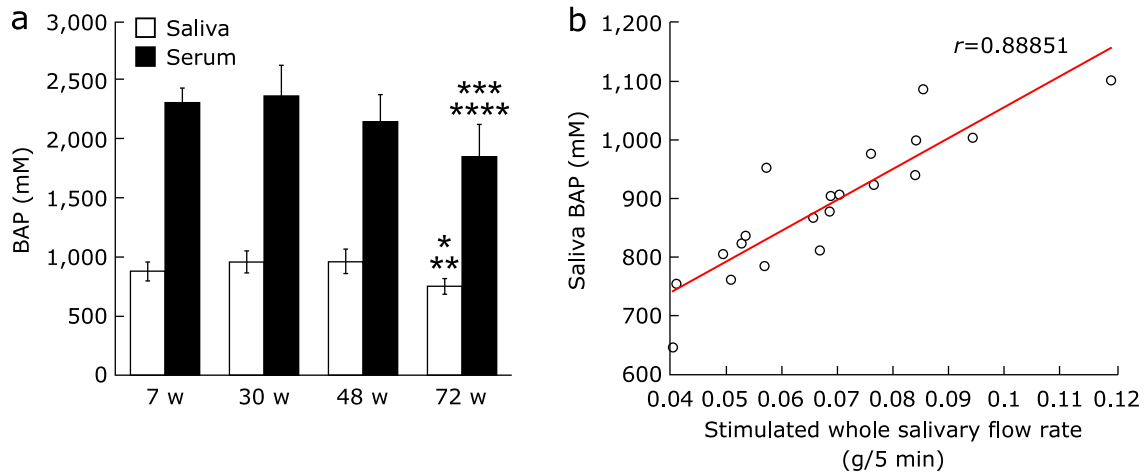 a
3,000
2,500
2,000
1,500
1,000
500
0
BAP (mM)
Saliva
Serum
***
****
*
**
7 w
30 w
48 w
72 w
b
1,200
1,100
1,000
900
800
700
600
Saliva BAP (mM)
r=0.88851
0.04 0.05 0.06 0.07 0.08 0.09 0.1 0.11 0.12
Stimulated whole salivary flow rate
(g/5 min)